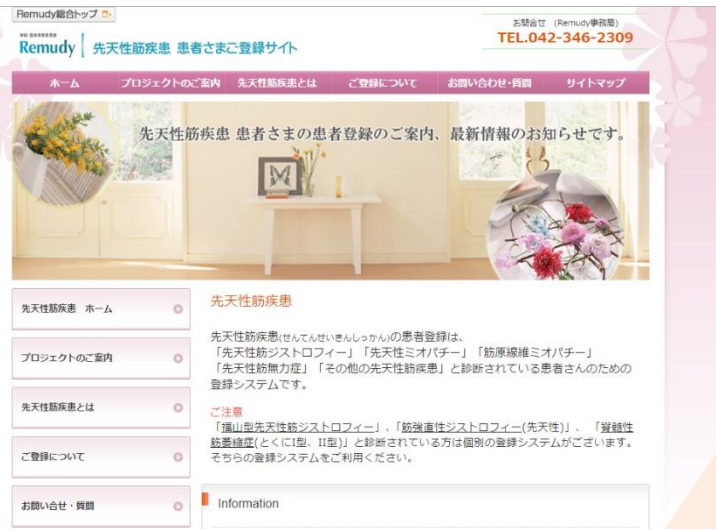 Remudy総合トップ
お問合せ (Remudy事務局)
TEL.042-346-2309
Remudy 先天性筋疾患 患者さまご登録サイト
ホーム プロジェクトのご案内 先天性筋疾患とは ご登録について お問い合わせ・質問 サイトマップ
先天性筋疾患 患者さまの患者登録のご案内、最新情報のお知らせです。
先天性筋疾患 ホーム
プロジェクトのご案内
先天性筋疾患とは
ご登録について
お問い合せ・質問
先天性筋疾患
先天性筋疾患(せんてんせいきんしっかん)の患者登録は、
「先天性筋ジストロフィー」「先天性ミオパチー」「筋原線維ミオパチー」
「先天性筋無力症」「その他の先天性筋疾患」と診断されている患者さんのための
登録システムです。
ご注意
「福山型先天性筋ジストロフィー」、「筋強直性ジストロフィー(先天性)」、 「脊髄性
筋萎縮症(とくにI型、II型)」と診断されている方は個別の登録システムがございます。
そちらの登録システムをご利用ください。
Information